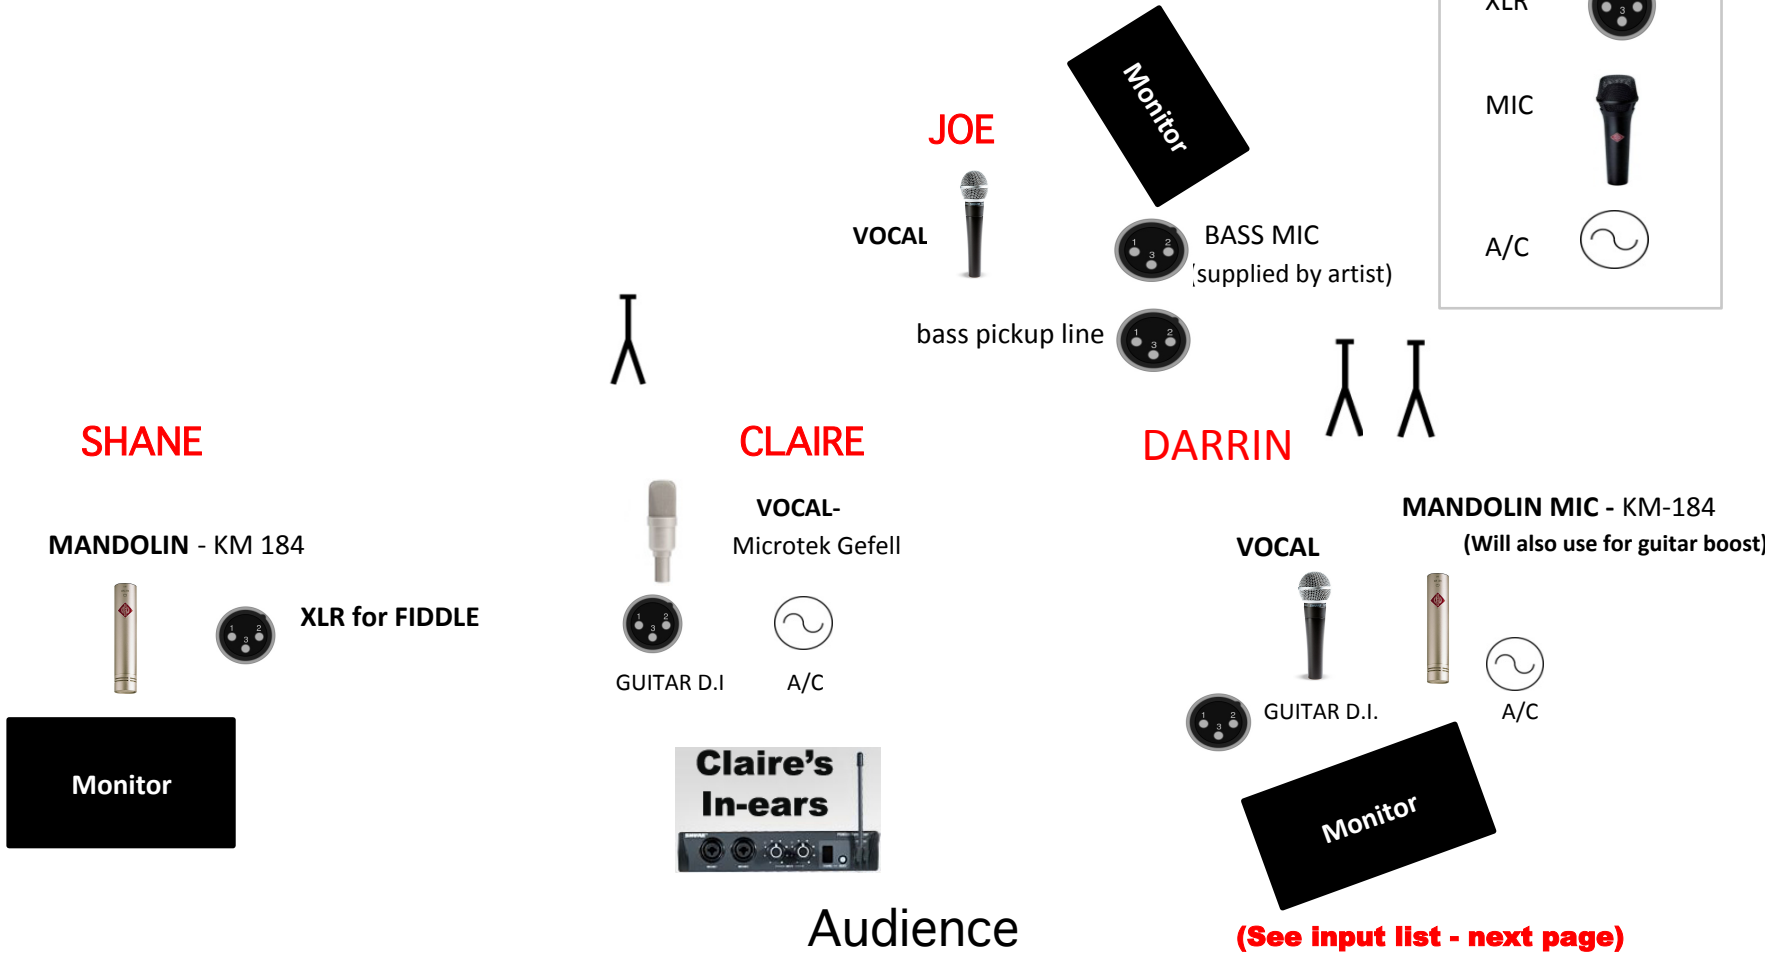 XLR
Monitor
JOE
MIC
VOCAL
BASS MIC
(supplied by artist)
A/C
bass pickup line
SHANE
CLAIRE
DARRIN
MANDOLIN - KM 184
XLR for FIDDLE
VOCAL-
Microtek Gefell
GUITAR D.I
A/C
VOCAL
MANDOLIN MIC - KM-184
(Will also use for guitar boost)
GUITAR D.I.
A/C
Monitor
Claire's
In-ears
Monitor
Audience
(See input list - next page)